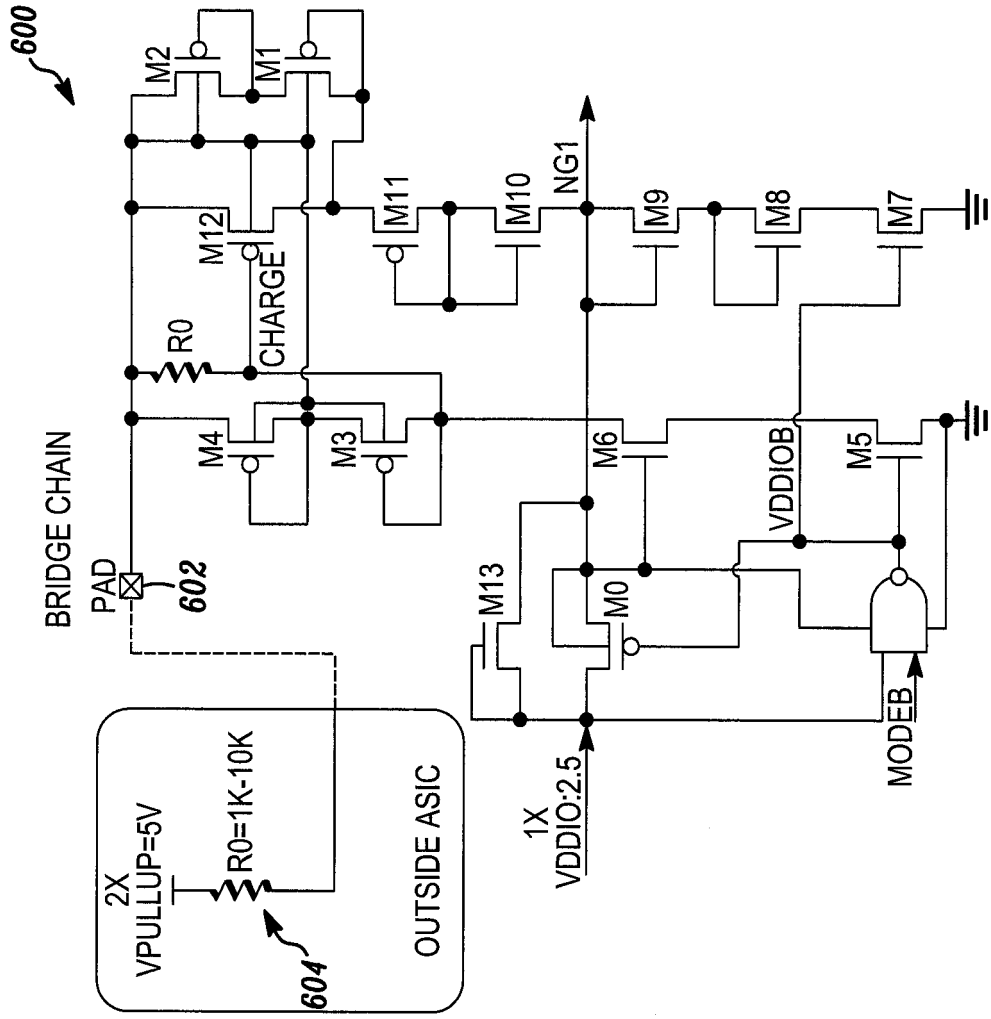 600
BRIDGE CHAIN
PAD
602
2X
VPULLUP=5V
R0=1K-10K
604
OUTSIDE ASIC
M2
M1
M12
CHARGE
R0
M4
M3
M11
M10
NG1
M9
M8
M7
M6
M5
VDDIOB
M13
M0
1X
VDDIO:2.5
MODEB